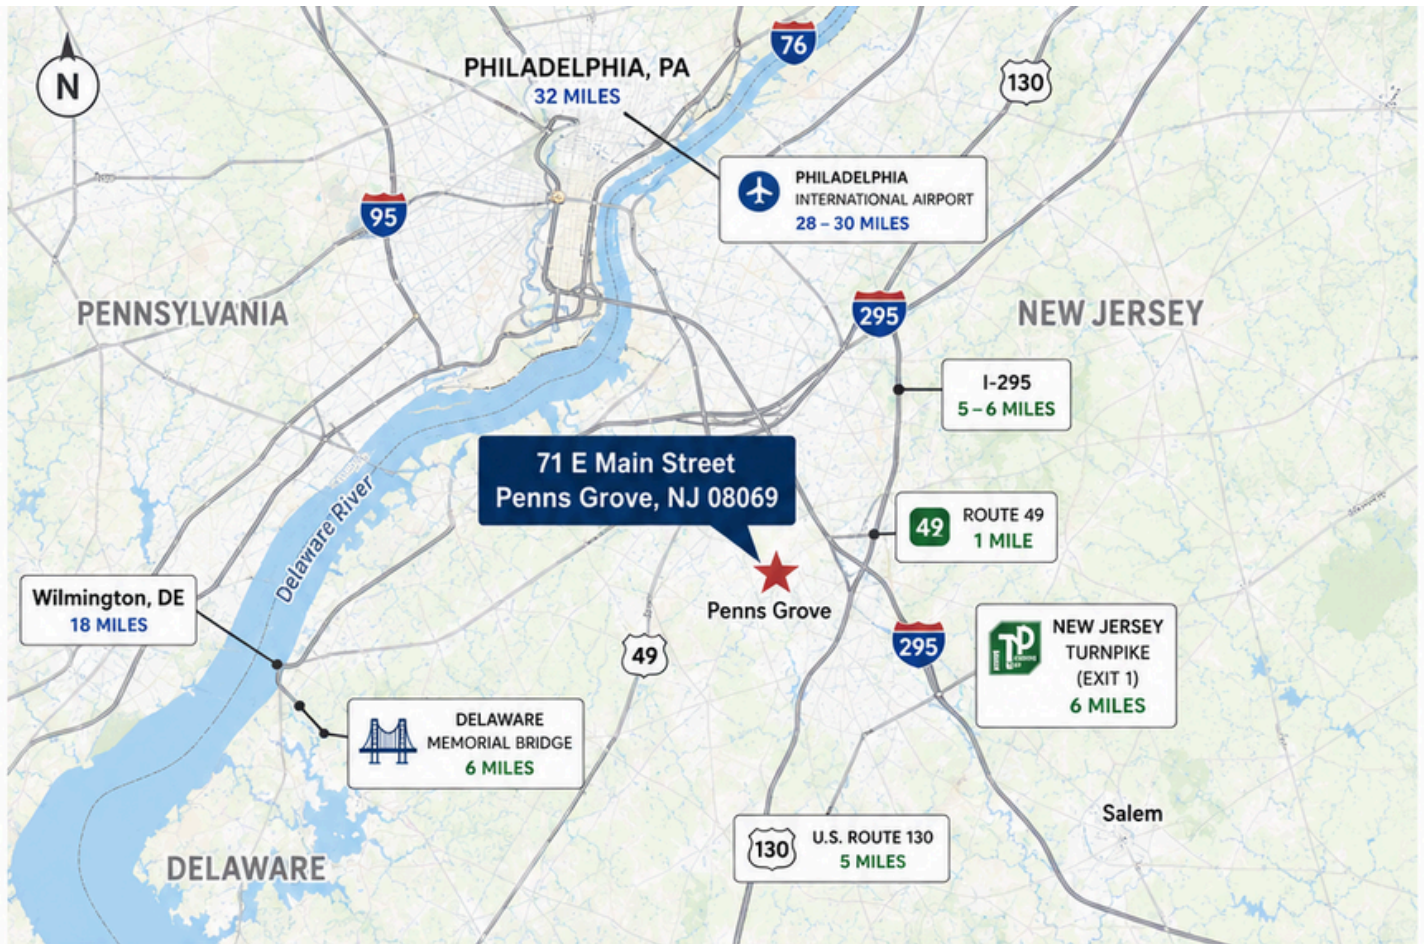 N
76
PHILADELPHIA, PA
32 MILES
130
PHILADELPHIA
INTERNATIONAL AIRPORT
28 – 30 MILES
95
PENNSYLVANIA
295
NEW JERSEY
I-295
5 – 6 MILES
71 E Main Street
Penns Grove, NJ 08069
49
ROUTE 49
1 MILE
Delaware River
Penns Grove
Wilmington, DE
18 MILES
49
295
TP
NEW JERSEY
TURNPIKE
(EXIT 1)
6 MILES
DELAWARE
MEMORIAL BRIDGE
6 MILES
Salem
130
U.S. ROUTE 130
5 MILES
DELAWARE